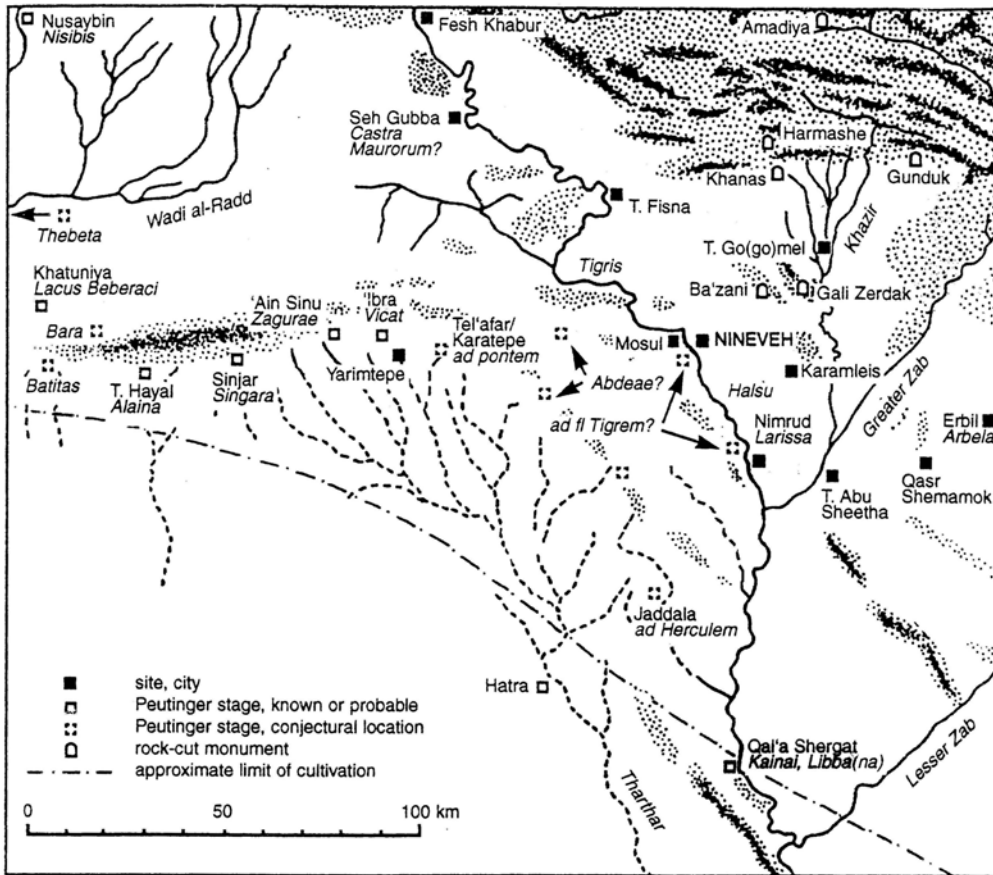 Nusaybin
Nisibis
Fesh Khabur
Amadiya
Seh Gubba
Castra
Maurorum?
Harmashe
Khanas
Gunduk
Wadi al-Radd
T. Fisna
Khazir
Thebeta
T. Go(go)mel
Tigris
Khatuniya
Lacus Beberaci
'Ain Sinu
Zagurae
'Ibra
Vicat
Ba'zani
Gali Zerdak
Bara
Tel'afar/
Karatepe
ad pontem
Mosul
NINEVEH
Yarimtepe
Batitas
T. Hayal
Alaina
Sinjar
Singara
Abdeae?
Halsu
Karamleis
Greater Zab
ad fl Tigrem?
Nimrud
Larissa
Erbil
Arbela
T. Abu
Sheetha
Qasr
Shemamok
Jaddala
ad Herculem
Hatra
site, city
Peutinger stage, known or probable
Peutinger stage, conjectural location
rock-cut monument
approximate limit of cultivation
Qal'a Shergat
Kainai, Libba(na)
Lesser Zab
Tharthar
0 50 100 km